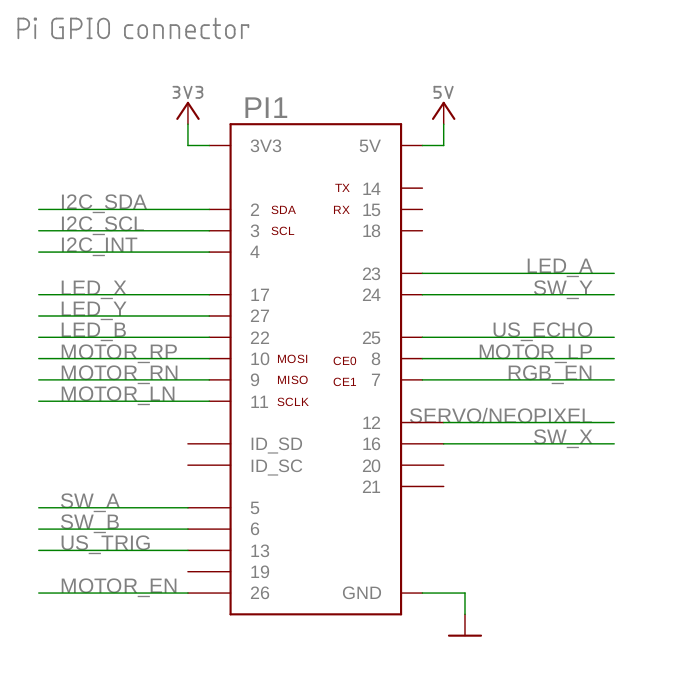 Pi GPIO connector
3V3 5V
PI1
3V3 5V
TX 14
I2C_SDA 2 SDA RX 15
I2C_SCL 3 SCL 18
I2C_INT 4
23 LED_A
LED_X 17 24 SW_Y
LED_Y 27
LED_B 22 25 US_ECHO
MOTOR_RP 10 MOSI CE0 8 MOTOR_LP
MOTOR_RN 9 MISO CE1 7 RGB_EN
MOTOR_LN 11 SCLK
12 SERVO/NEOPIXEL
ID_SD 16 SW_X
ID_SC 20
21
SW_A 5
SW_B 6
US_TRIG 13
19
MOTOR_EN 26 GND